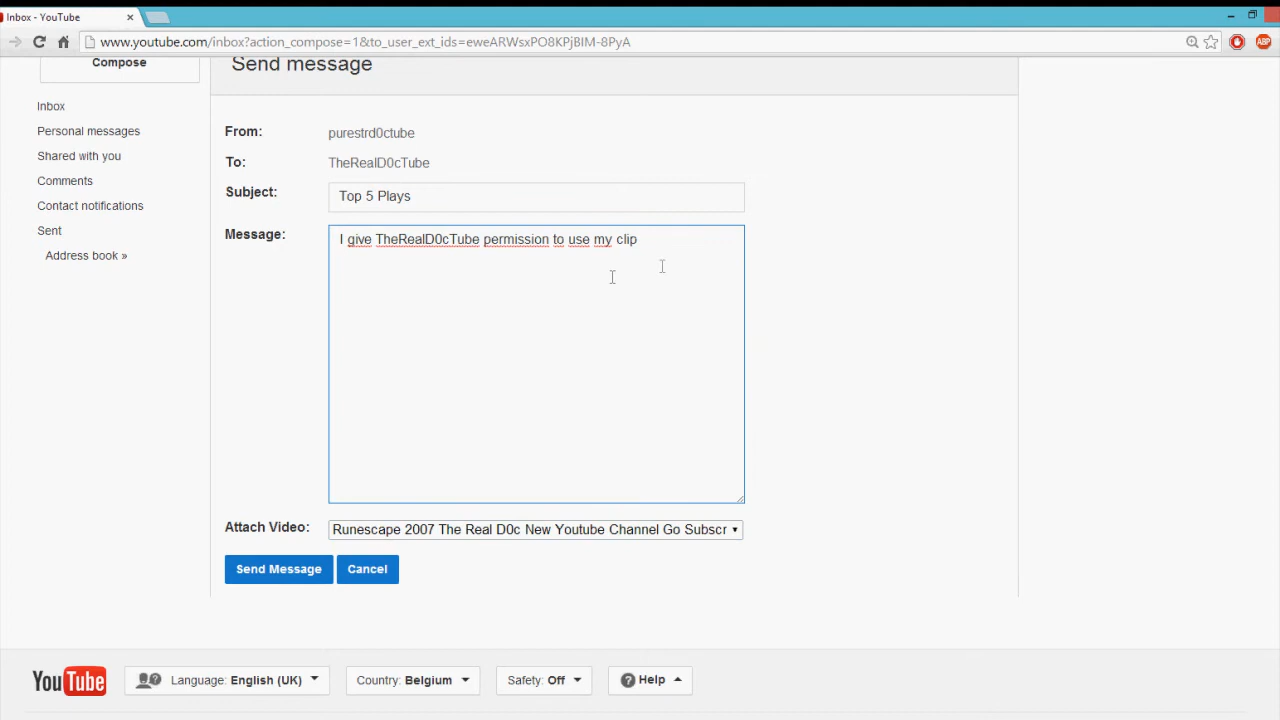 Inbox - YouTube
www.youtube.com/inbox?action_compose=1&to_user_ext_ids=eweARWsxPO8KPjBIM-8PyA
ABP
Compose
Send message
Inbox
Personal messages
Shared with you
Comments
Contact notifications
Sent
Address book »
From: purestrd0ctube
To: TheRealD0cTube
Subject: Top 5 Plays
Message: I give TheRealD0cTube permission to use my clip
Attach Video: Runescape 2007 The Real D0c New Youtube Channel Go Subscr
Send Message Cancel
YouTube Language: English (UK) Country: Belgium Safety: Off Help